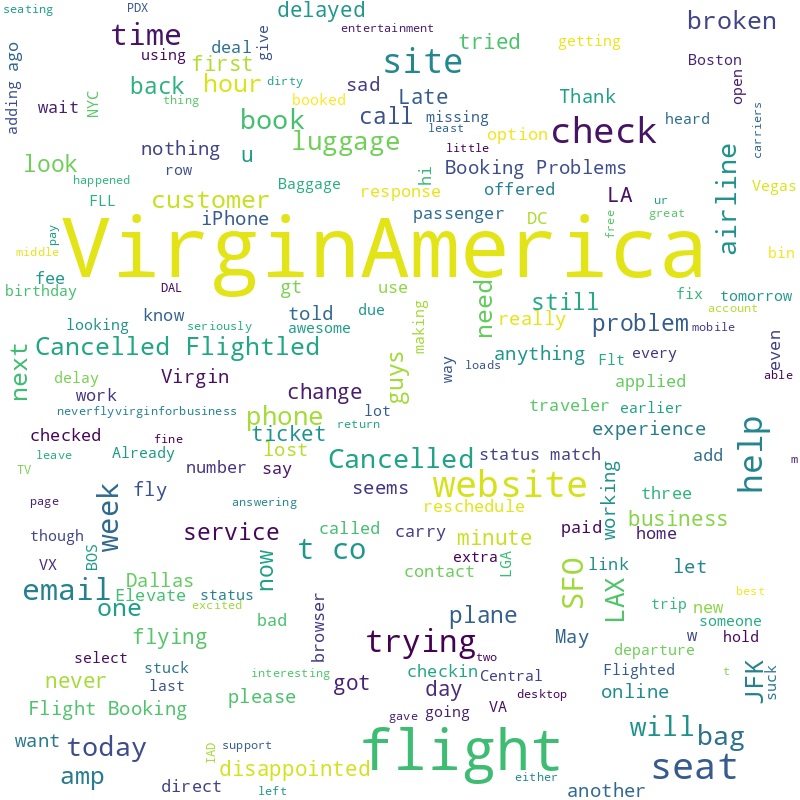 seating
PDX
delayed
entertainment
broken
time
using
deal
give
tried
getting
first
site
Boston
adding ago
back
hour
dirty
sad
Late
open
thing
booked
Thank
wait
NYC
book
call
missing
heard
carriers
least
option
check
luggage
nothing
little
look
u
row
hi
Booking Problems
airline
happened
Baggage
response
offered
LA
Vegas
FLL
customer
ur
iPhone
passenger
DC
free
great
pay
VirginAmerica
middle
bin
fee
birthday
DAL
gt
use
need
still
fix
tomorrow
know
told
due
making
really
account
looking
seriously
awesome
problem
mobile
Cancelled Flightled
even
next
guys
way
anything
Flt
every
loads
able
delay
Virgin
applied
work
change
neverflyvirginforbusiness
phone
lot
traveler
earlier
return
help
checked
fine
ticket
experience
leave
Already
lost
Cancelled
status match
add
TV
number
say
m
fly
seems
website
working
three
page
week
answering
reschedule
though
service
called
carry
minute
paid
business
home
now
t co
extra
VX
BOS
LGA
link
let
contact
SFO
email
Dallas
Elevate
status
LAX
best
one
excited
trip
new
bad
plane
someone
flying
browser
trying
May
w
hold
select
two
departure
stuck
interesting
checkin
Central
Flighted
t
never
last
got
day
JFK
suck
please
desktop
online
Flight Booking
gave
going
VA
will
bag
want
today
IAD
support
flight
seat
amp
disappointed
direct
either
left
another